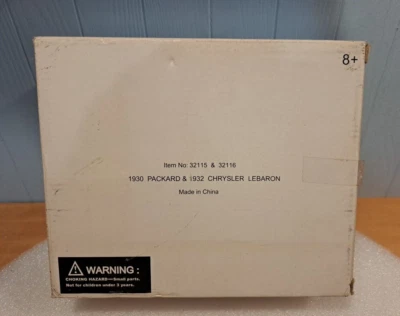 8+
Item No: 32115 & 32116
1930 PACKARD & 1932 CHRYSLER LEBARON
Made in China
WARNING:
CHOKING HAZARD—Small parts.
Not for children under 3 years.